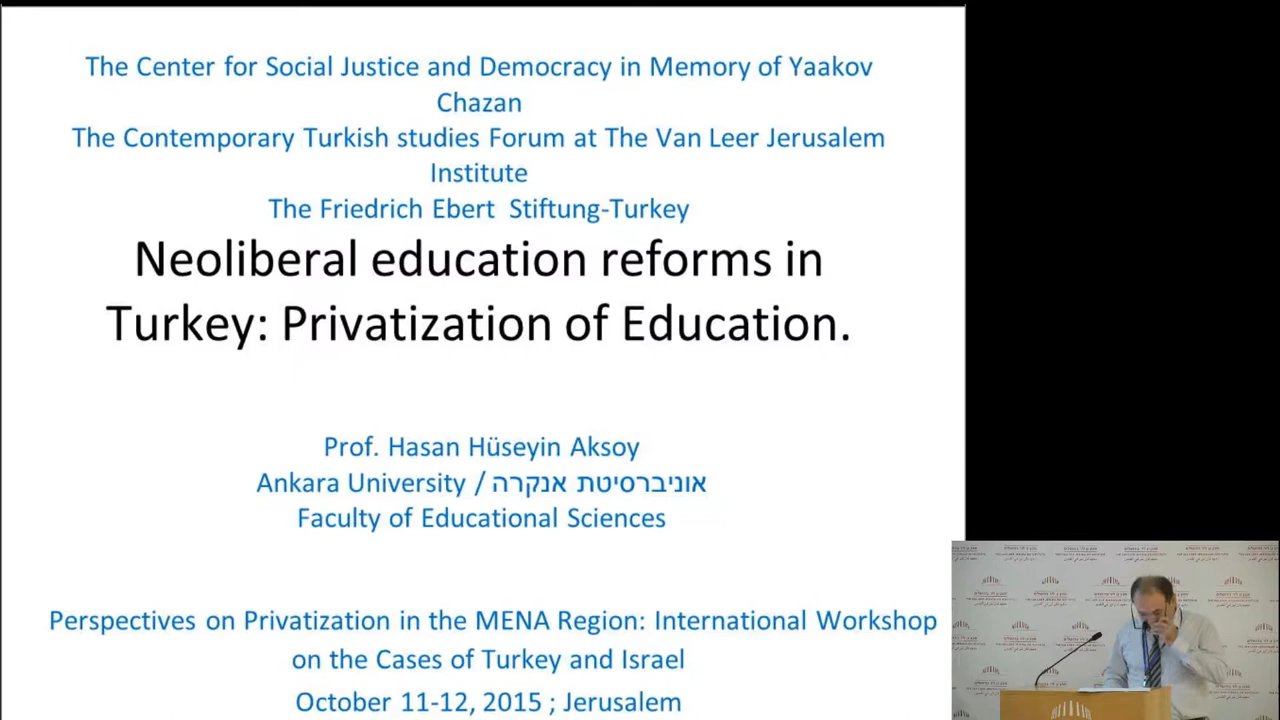 The Center for Social Justice and Democracy in Memory of Yaakov
Chazan
The Contemporary Turkish studies Forum at The Van Leer Jerusalem
Institute
The Friedrich Ebert Stiftung-Turkey
Neoliberal education reforms in
Turkey: Privatization of Education.
Prof. Hasan Hüseyin Aksoy
Ankara University / אוניברסיטת אנקרה
Faculty of Educational Sciences
Perspectives on Privatization in the MENA Region: International Workshop
on the Cases of Turkey and Israel
October 11-12, 2015 ; Jerusalem